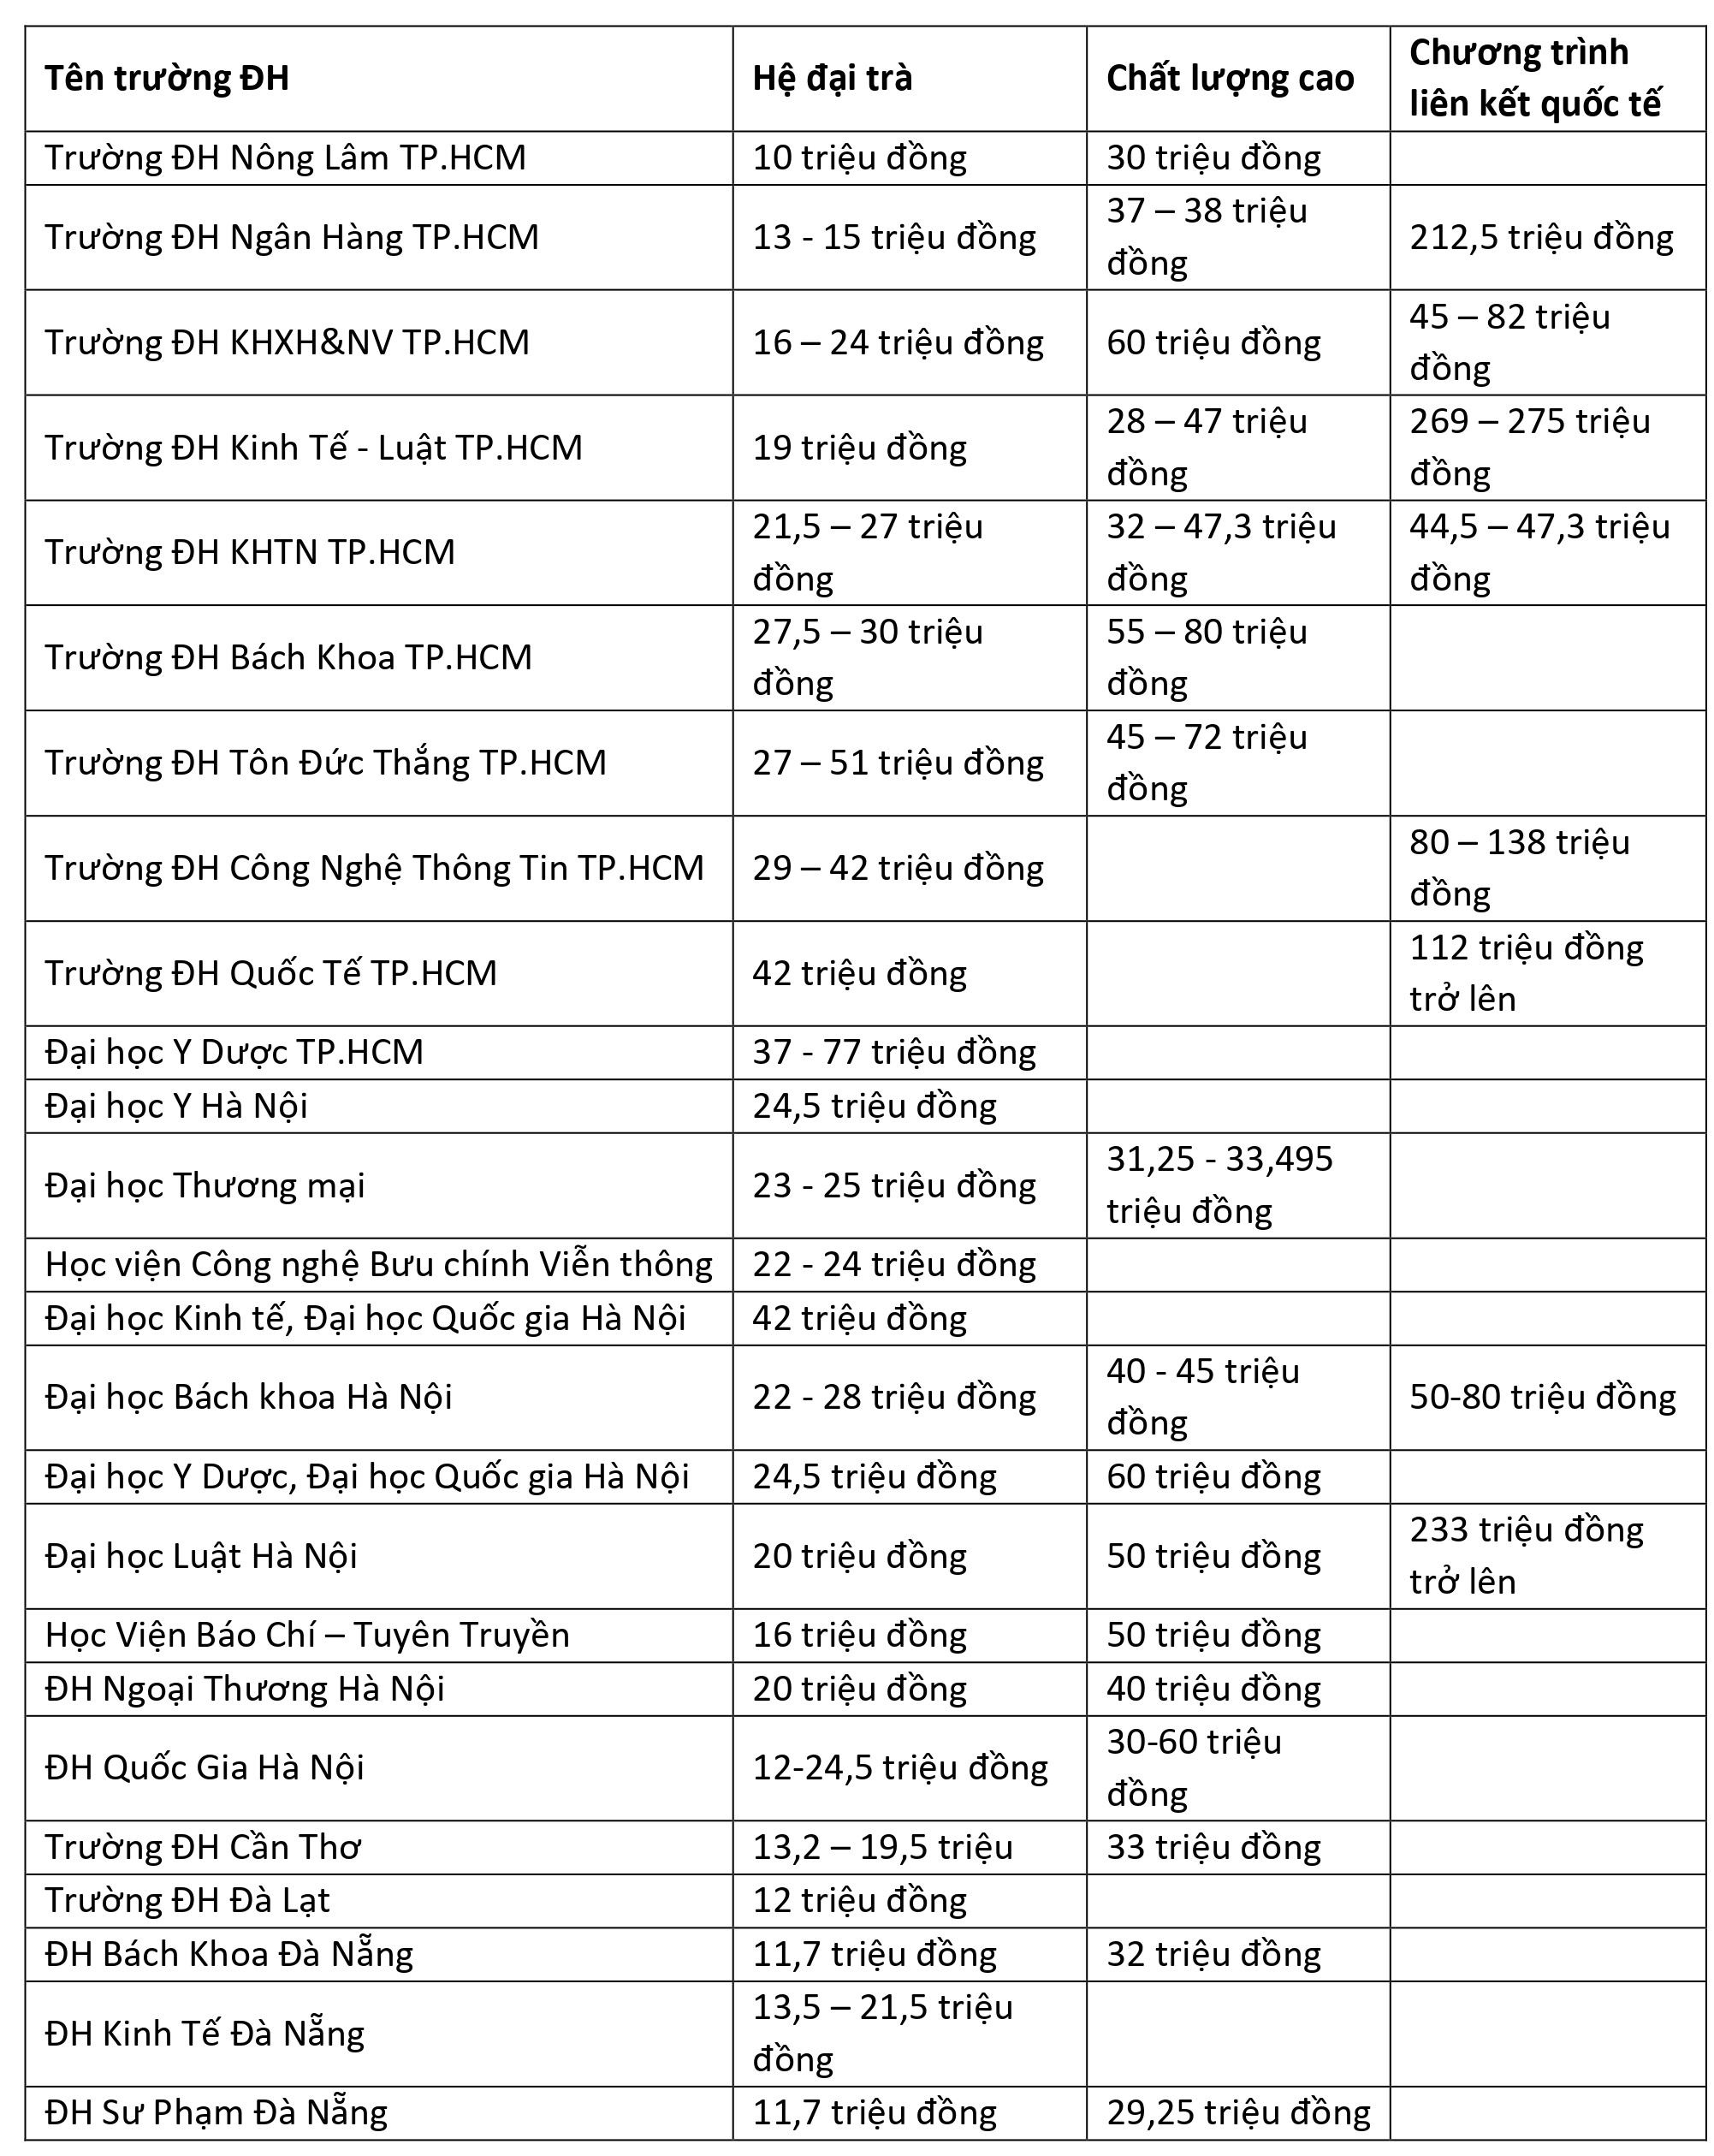 Tên trường ĐH
Hệ đại trà
Chất lượng cao
Chương trình
liên kết quốc tế
Trường ĐH Nông Lâm TP.HCM
10 triệu đồng
30 triệu đồng
Trường ĐH Ngân Hàng TP.HCM
13 - 15 triệu đồng
37 – 38 triệu
đồng
212,5 triệu đồng
Trường ĐH KHXH&NV TP.HCM
16 – 24 triệu đồng
60 triệu đồng
45 – 82 triệu
đồng
Trường ĐH Kinh Tế - Luật TP.HCM
19 triệu đồng
28 – 47 triệu
đồng
269 – 275 triệu
đồng
Trường ĐH KHTN TP.HCM
21,5 – 27 triệu
đồng
32 – 47,3 triệu
đồng
44,5 – 47,3 triệu
đồng
Trường ĐH Bách Khoa TP.HCM
27,5 – 30 triệu
đồng
55 – 80 triệu
đồng
Trường ĐH Tôn Đức Thắng TP.HCM
27 – 51 triệu đồng
45 – 72 triệu
đồng
Trường ĐH Công Nghệ Thông Tin TP.HCM
29 – 42 triệu đồng
80 – 138 triệu
đồng
Trường ĐH Quốc Tế TP.HCM
42 triệu đồng
112 triệu đồng
trở lên
Đại học Y Dược TP.HCM
37 - 77 triệu đồng
Đại học Y Hà Nội
24,5 triệu đồng
Đại học Thương mại
23 - 25 triệu đồng
31,25 - 33,495
triệu đồng
Học viện Công nghệ Bưu chính Viễn thông
22 - 24 triệu đồng
Đại học Kinh tế, Đại học Quốc gia Hà Nội
42 triệu đồng
Đại học Bách khoa Hà Nội
22 - 28 triệu đồng
40 - 45 triệu
đồng
50-80 triệu đồng
Đại học Y Dược, Đại học Quốc gia Hà Nội
24,5 triệu đồng
60 triệu đồng
Đại học Luật Hà Nội
20 triệu đồng
50 triệu đồng
233 triệu đồng
trở lên
Học Viện Báo Chí – Tuyên Truyền
16 triệu đồng
50 triệu đồng
ĐH Ngoại Thương Hà Nội
20 triệu đồng
40 triệu đồng
ĐH Quốc Gia Hà Nội
12-24,5 triệu đồng
30-60 triệu
đồng
Trường ĐH Cần Thơ
13,2 – 19,5 triệu
33 triệu đồng
Trường ĐH Đà Lạt
12 triệu đồng
ĐH Bách Khoa Đà Nẵng
11,7 triệu đồng
32 triệu đồng
ĐH Kinh Tế Đà Nẵng
13,5 – 21,5 triệu
đồng
ĐH Sư Phạm Đà Nẵng
11,7 triệu đồng
29,25 triệu đồng